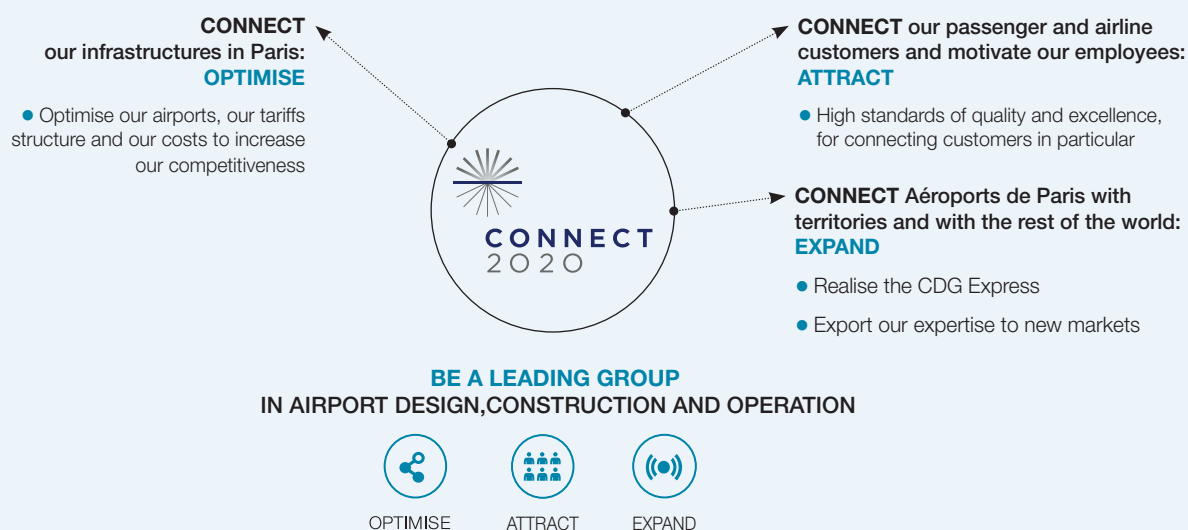 CONNECT
our infrastructures in Paris:
OPTIMISE
● Optimise our airports, our tariffs
structure and our costs to increase
our competitiveness
CONNECT our passenger and airline
customers and motivate our employees:
ATTRACT
● High standards of quality and excellence,
for connecting customers in particular
CONNECT Aéroports de Paris with
territories and with the rest of the world:
EXPAND
● Realise the CDG Express
● Export our expertise to new markets
CONNECT
2020
BE A LEADING GROUP
IN AIRPORT DESIGN,CONSTRUCTION AND OPERATION
OPTIMISE
ATTRACT
EXPAND